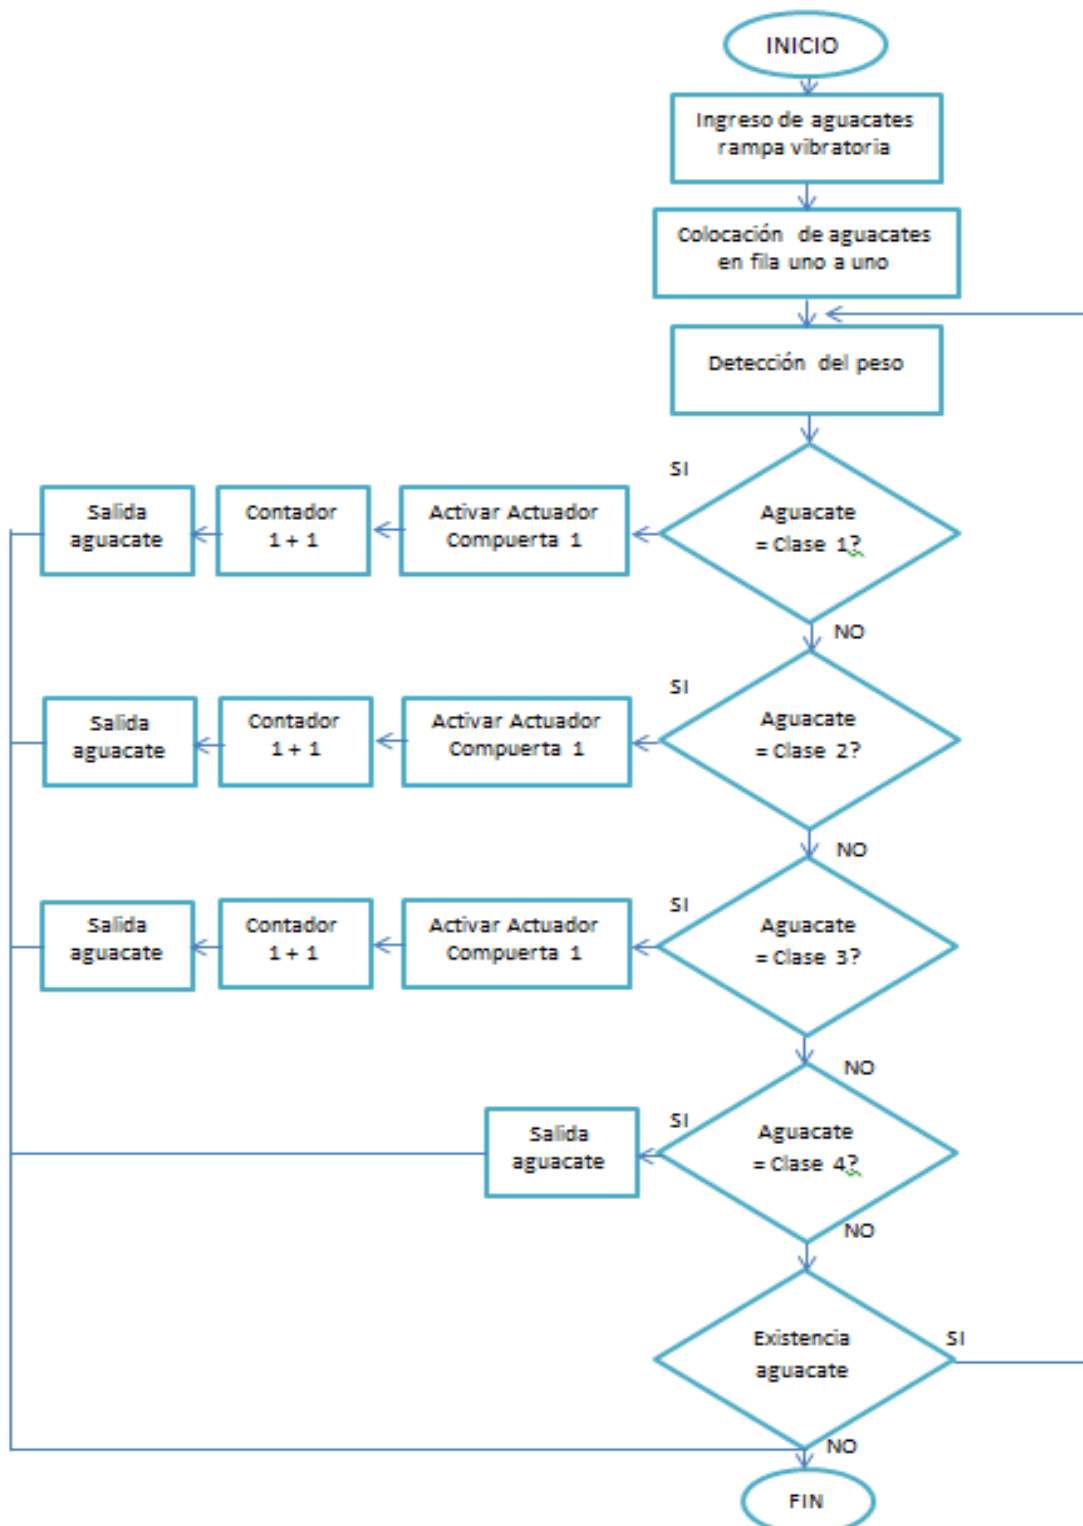 INICIO
Ingreso de aguacates
rampa vibratoria
Colocación de aguacates
en fila uno a uno
Detección del peso
SI
Aguacate
= Clase 1?
Activar Actuador
Compuerta 1
Contador
1 + 1
Salida
aguacate
NO
SI
Aguacate
= Clase 2?
Activar Actuador
Compuerta 1
Contador
1 + 1
Salida
aguacate
NO
SI
Aguacate
= Clase 3?
Activar Actuador
Compuerta 1
Contador
1 + 1
Salida
aguacate
NO
SI
Aguacate
= Clase 4?
Salida
aguacate
NO
Existencia
aguacate
SI
NO
FIN